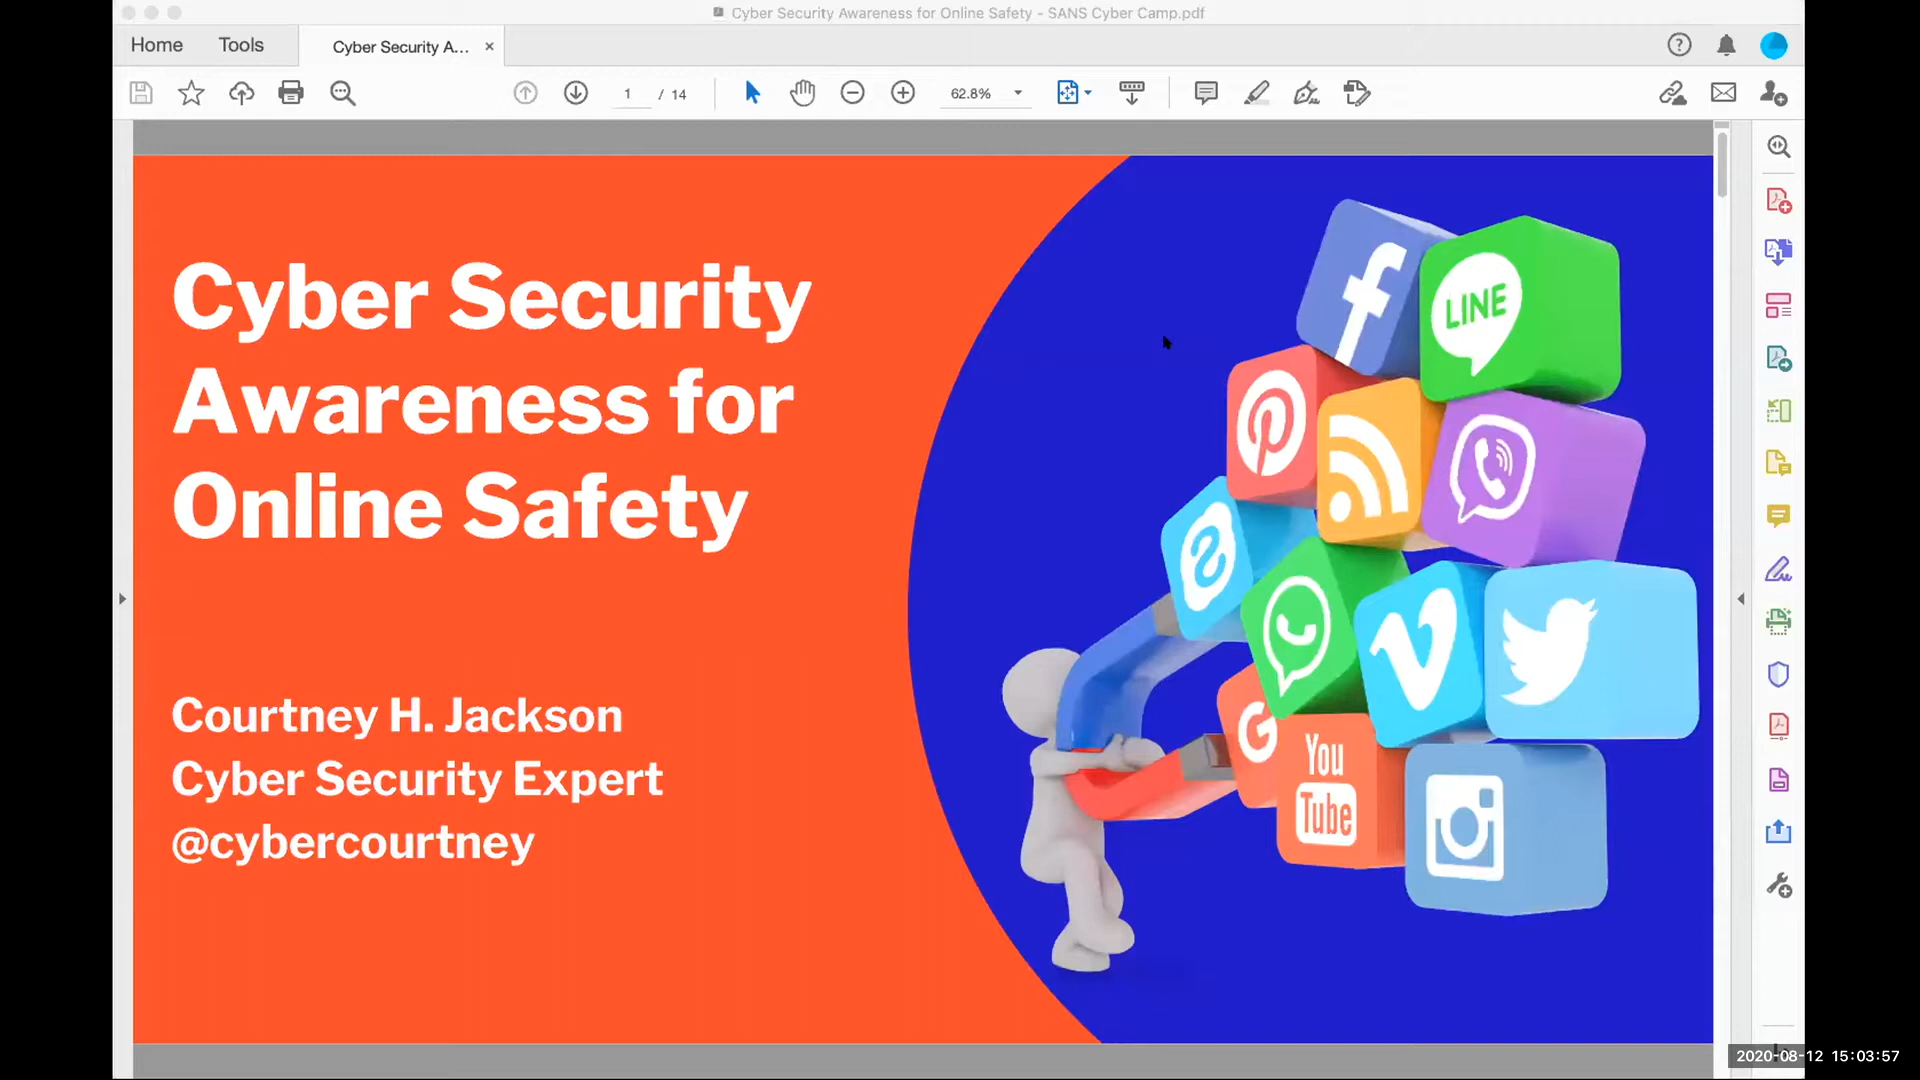 Cyber Security Awareness for Online Safety - SANS Cyber Camp.pdf
Home
Tools
Cyber Security A...
1 / 14
62.8%
Cyber Security
Awareness for
Online Safety
Courtney H. Jackson
Cyber Security Expert
@cybercourtney
LINE
G
You
Tube
2020-08-12 15:03:57